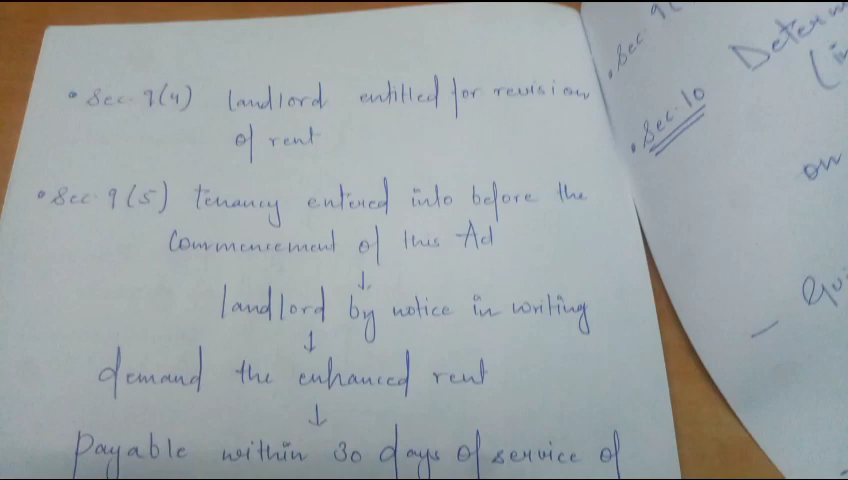 • Sec. 9(4) landlord entitled for revision
of rent
• Sec. 9(5) tenancy entered into before the
Commencement of this Act
↓
landlord by notice in writing
↓
demand the enhanced rent
↓
Payable within 30 days of service of
• Sec. 9(
• Sec. 10
on